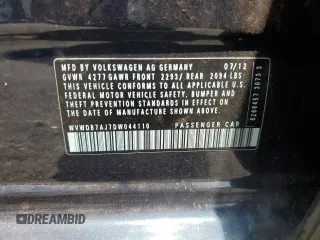 MFD BY VOLKSWAGEN AG GERMANY 07/12
GVWR 4277 GAWR FRONT 2293/ REAR 2094 LBS
THIS VEHICLE CONFORMS TO ALL APPLICABLE U.S.
FEDERAL MOTOR VEHICLE SAFETY, BUMPER AND
THEFT PREVENTION STANDARDS IN EFFECT ON THE
DATE OF MANUFACTURE SHOWN ABOVE.
WVWDB7AJ7DW044110 PASSENGER CAR
DREAMBID